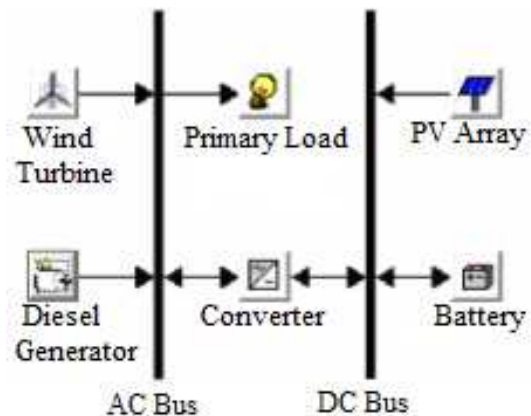 Wind
Turbine
Primary Load
PV Array
Diesel
Generator
Converter
Battery
AC Bus
DC Bus